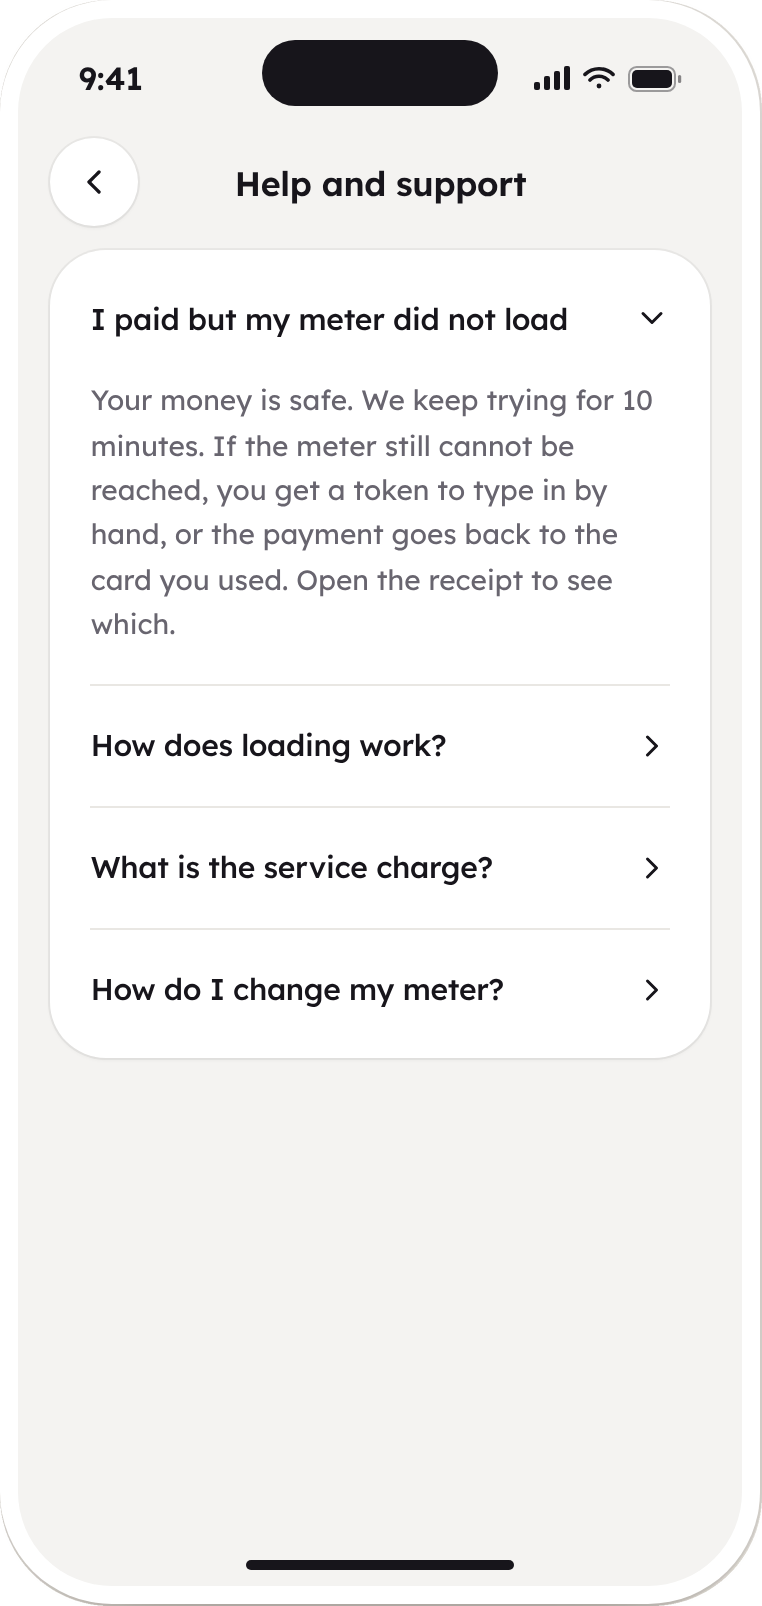 9:41
Help and support
I paid but my meter did not load
Your money is safe. We keep trying for 10
minutes. If the meter still cannot be
reached, you get a token to type in by
hand, or the payment goes back to the
card you used. Open the receipt to see
which.
How does loading work?
What is the service charge?
How do I change my meter?